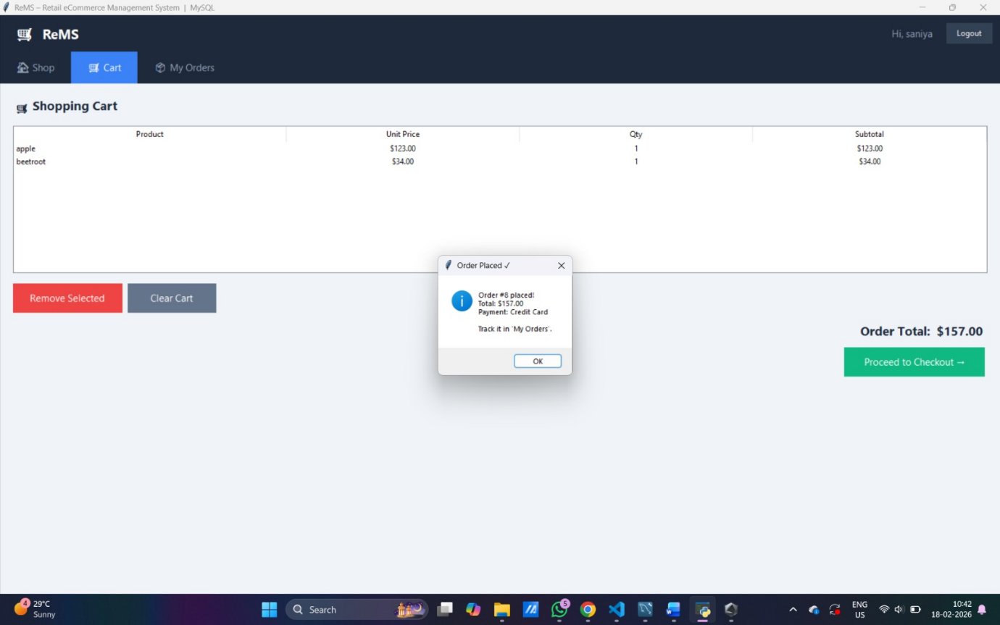 ReMS – Retail eCommerce Management System | MySQL
ReMS
Hi, saniya
Logout
Shop
Cart
My Orders
Shopping Cart
Product Unit Price Qty Subtotal
apple $123.00 1 $123.00
beetroot $34.00 1 $34.00
Order Placed ✓
Order #8 placed!
Total: $157.00
Payment: Credit Card
Track it in 'My Orders'.
OK
Remove Selected
Clear Cart
Order Total: $157.00
Proceed to Checkout →
4
29°C
Sunny
Search
5
ENG
US
10:42
18-02-2026